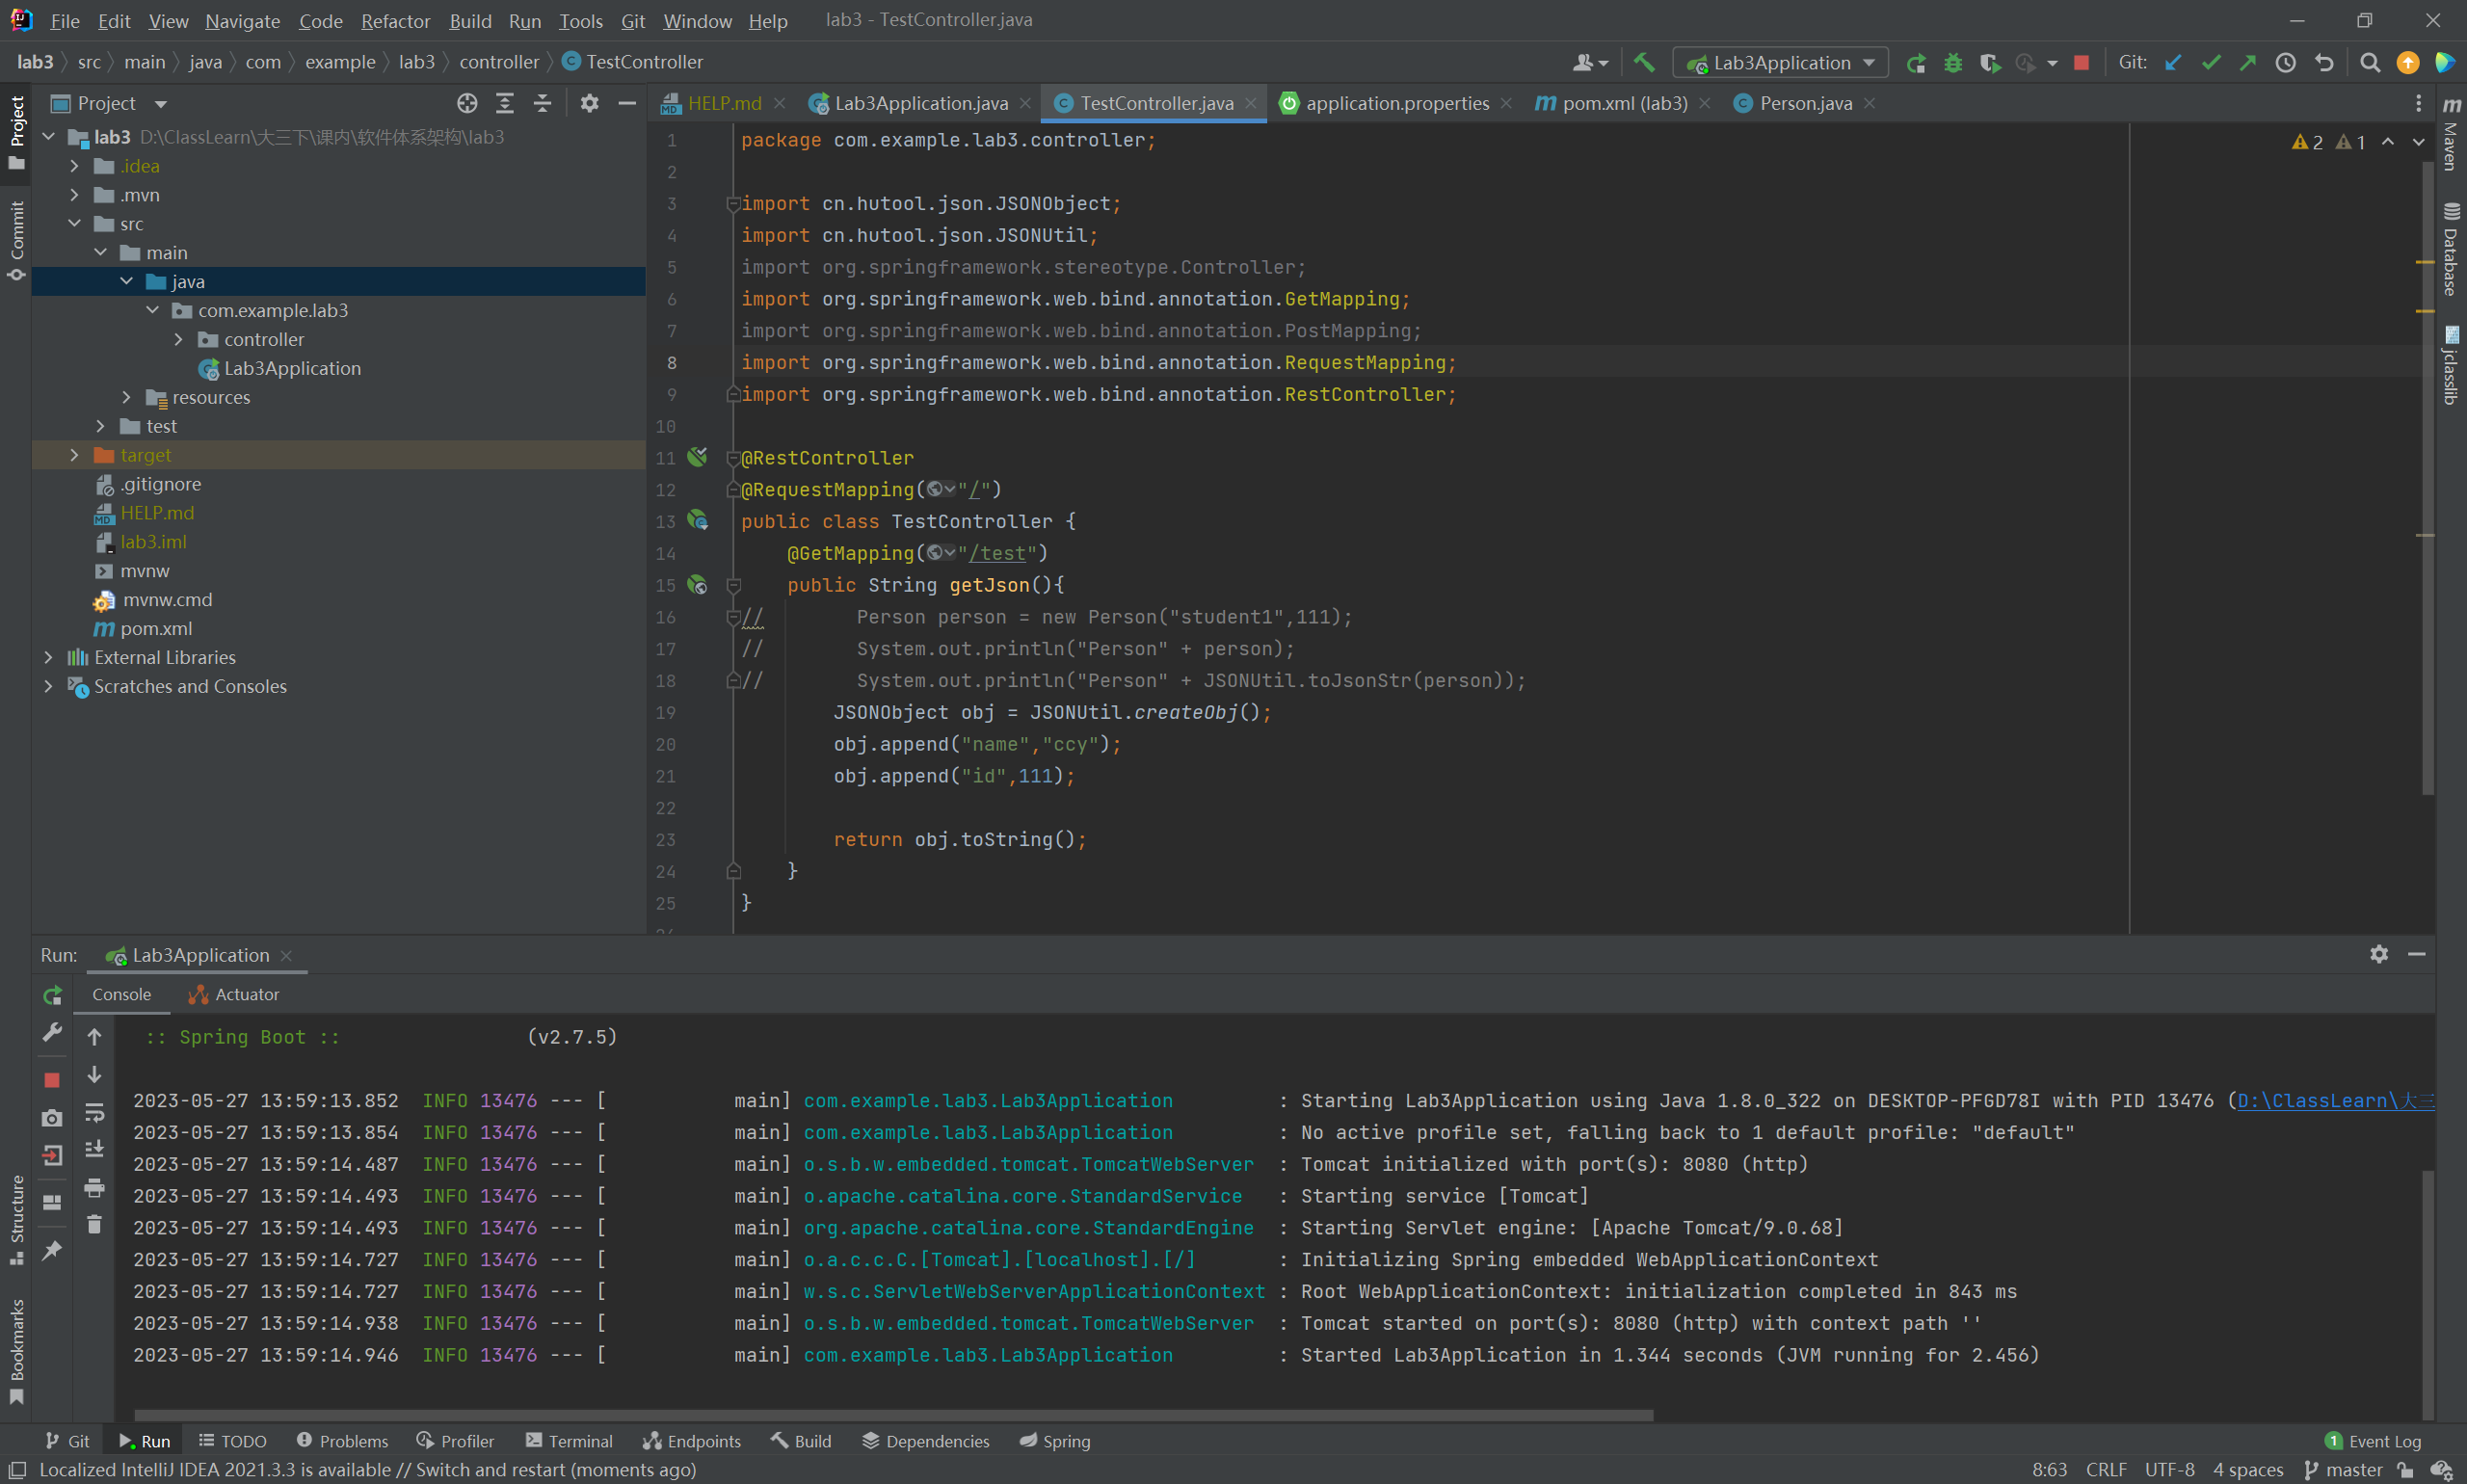 File Edit View Navigate Code Refactor Build Run Tools Git Window Help lab3 - TestController.java
lab3 src main java com example lab3 controller TestController
Lab3Application
Git:
Project
HELP.md
Lab3Application.java
TestController.java
application.properties
pom.xml (lab3)
Person.java
Project
Commit
Structure
Bookmarks
lab3 D:\ClassLearn\大三下\课内\软件体系架构\lab3
.idea
.mvn
src
main
java
com.example.lab3
controller
Lab3Application
resources
test
target
.gitignore
HELP.md
lab3.iml
mvnw
mvnw.cmd
pom.xml
External Libraries
Scratches and Consoles
2 1
1 package com.example.lab3.controller;
2
3 import cn.hutool.json.JSONObject;
4 import cn.hutool.json.JSONUtil;
5 import org.springframework.stereotype.Controller;
6 import org.springframework.web.bind.annotation.GetMapping;
7 import org.springframework.web.bind.annotation.PostMapping;
8 import org.springframework.web.bind.annotation.RequestMapping;
9 import org.springframework.web.bind.annotation.RestController;
10
11 @RestController
12 @RequestMapping("/")
13 public class TestController {
14 @GetMapping("/test")
15 public String getJson(){
16 // Person person = new Person("student1",111);
17 // System.out.println("Person" + person);
18 // System.out.println("Person" + JSONUtil.toJsonStr(person));
19 JSONObject obj = JSONUtil.createObj();
20 obj.append("name","ccy");
21 obj.append("id",111);
22
23 return obj.toString();
24 }
25 }
Maven
Database
jclasslib
Run: Lab3Application
Console Actuator
:: Spring Boot :: (v2.7.5)
2023-05-27 13:59:13.852 INFO 13476 --- [ main] com.example.lab3.Lab3Application : Starting Lab3Application using Java 1.8.0_322 on DESKTOP-PFGD78I with PID 13476 (D:\ClassLearn\大三
2023-05-27 13:59:13.854 INFO 13476 --- [ main] com.example.lab3.Lab3Application : No active profile set, falling back to 1 default profile: "default"
2023-05-27 13:59:14.487 INFO 13476 --- [ main] o.s.b.w.embedded.tomcat.TomcatWebServer : Tomcat initialized with port(s): 8080 (http)
2023-05-27 13:59:14.493 INFO 13476 --- [ main] o.apache.catalina.core.StandardService : Starting service [Tomcat]
2023-05-27 13:59:14.493 INFO 13476 --- [ main] org.apache.catalina.core.StandardEngine : Starting Servlet engine: [Apache Tomcat/9.0.68]
2023-05-27 13:59:14.727 INFO 13476 --- [ main] o.a.c.c.C.[Tomcat].[localhost].[/] : Initializing Spring embedded WebApplicationContext
2023-05-27 13:59:14.727 INFO 13476 --- [ main] w.s.c.ServletWebServerApplicationContext : Root WebApplicationContext: initialization completed in 843 ms
2023-05-27 13:59:14.938 INFO 13476 --- [ main] o.s.b.w.embedded.tomcat.TomcatWebServer : Tomcat started on port(s): 8080 (http) with context path ''
2023-05-27 13:59:14.946 INFO 13476 --- [ main] com.example.lab3.Lab3Application : Started Lab3Application in 1.344 seconds (JVM running for 2.456)
Git Run TODO Problems Profiler Terminal Endpoints Build Dependencies Spring 1 Event Log
Localized IntelliJ IDEA 2021.3.3 is available // Switch and restart (moments ago) 8:63 CRLF UTF-8 4 spaces master